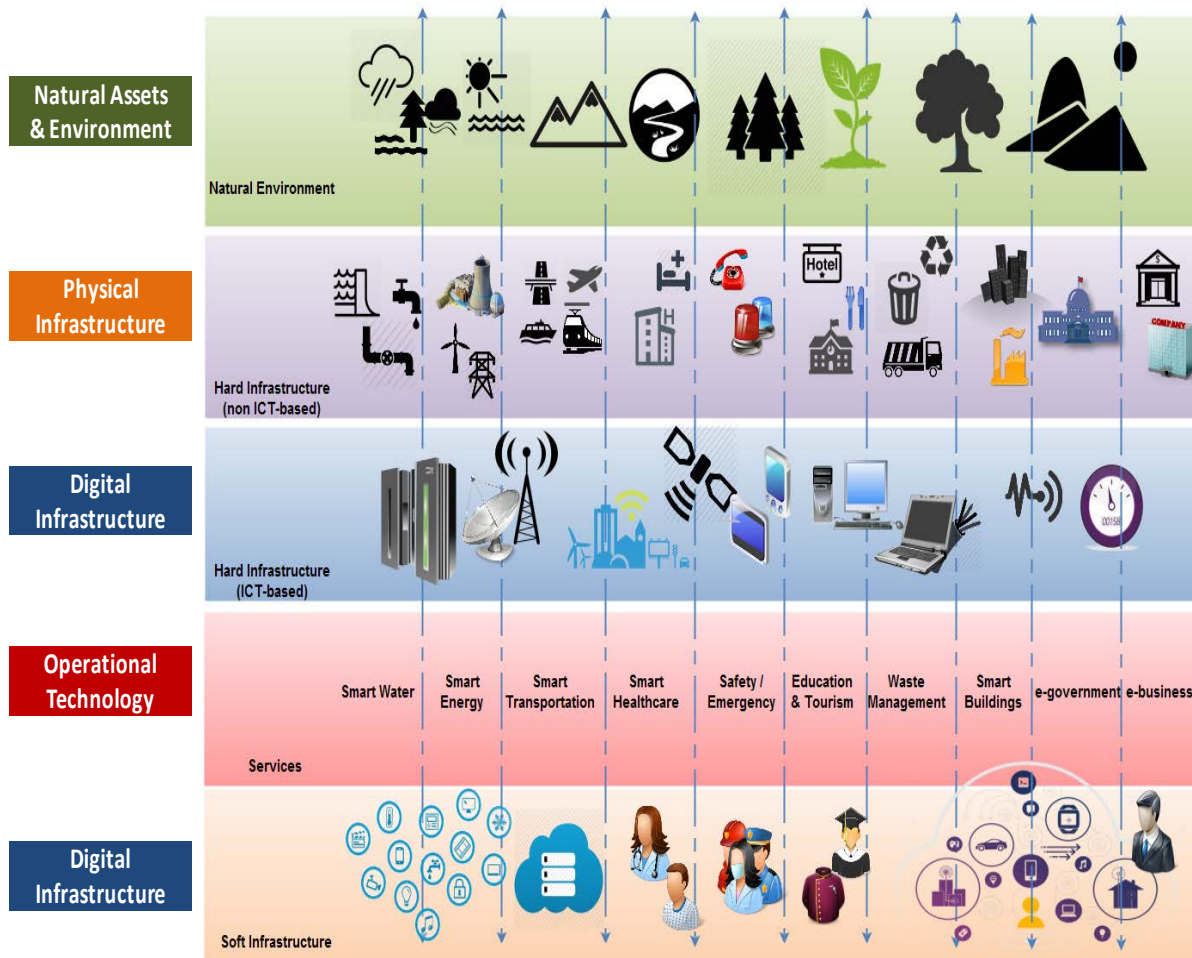 Natural Assets
& Environment
Natural Environment
Physical
Infrastructure
Hotel
H
$
COMPANY
Hard Infrastructure
(non ICT-based)
Digital
Infrastructure
00158
Hard Infrastructure
(ICT-based)
Operational
Technology
Smart Water
Smart
Energy
Smart
Transportation
Smart
Healthcare
Safety /
Emergency
Education
& Tourism
Waste
Management
Smart
Buildings
e-government
e-business
Services
Digital
Infrastructure
Soft Infrastructure